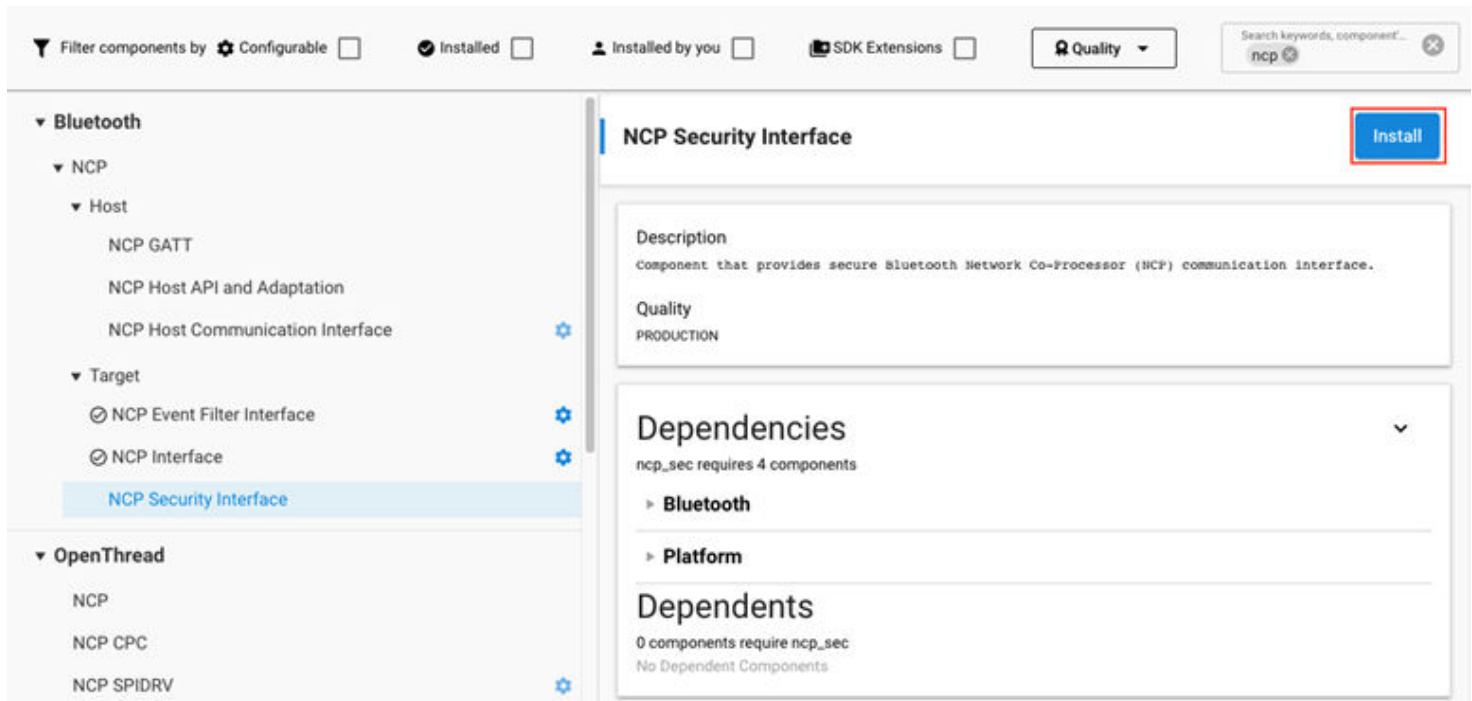 Filter components by Configurable Installed Installed by you SDK Extensions Quality Search keywords, component'...
ncp
Bluetooth
NCP
Host
NCP GATT
NCP Host API and Adaptation
NCP Host Communication Interface
Target
NCP Event Filter Interface
NCP Interface
NCP Security Interface
OpenThread
NCP
NCP CPC
NCP SPIDRV
NCP Security Interface
Install
Description
Component that provides secure Bluetooth Network Co-Processor (NCP) communication interface.
Quality
PRODUCTION
Dependencies
ncp_sec requires 4 components
Bluetooth
Platform
Dependents
0 components require ncp_sec
No Dependent Components